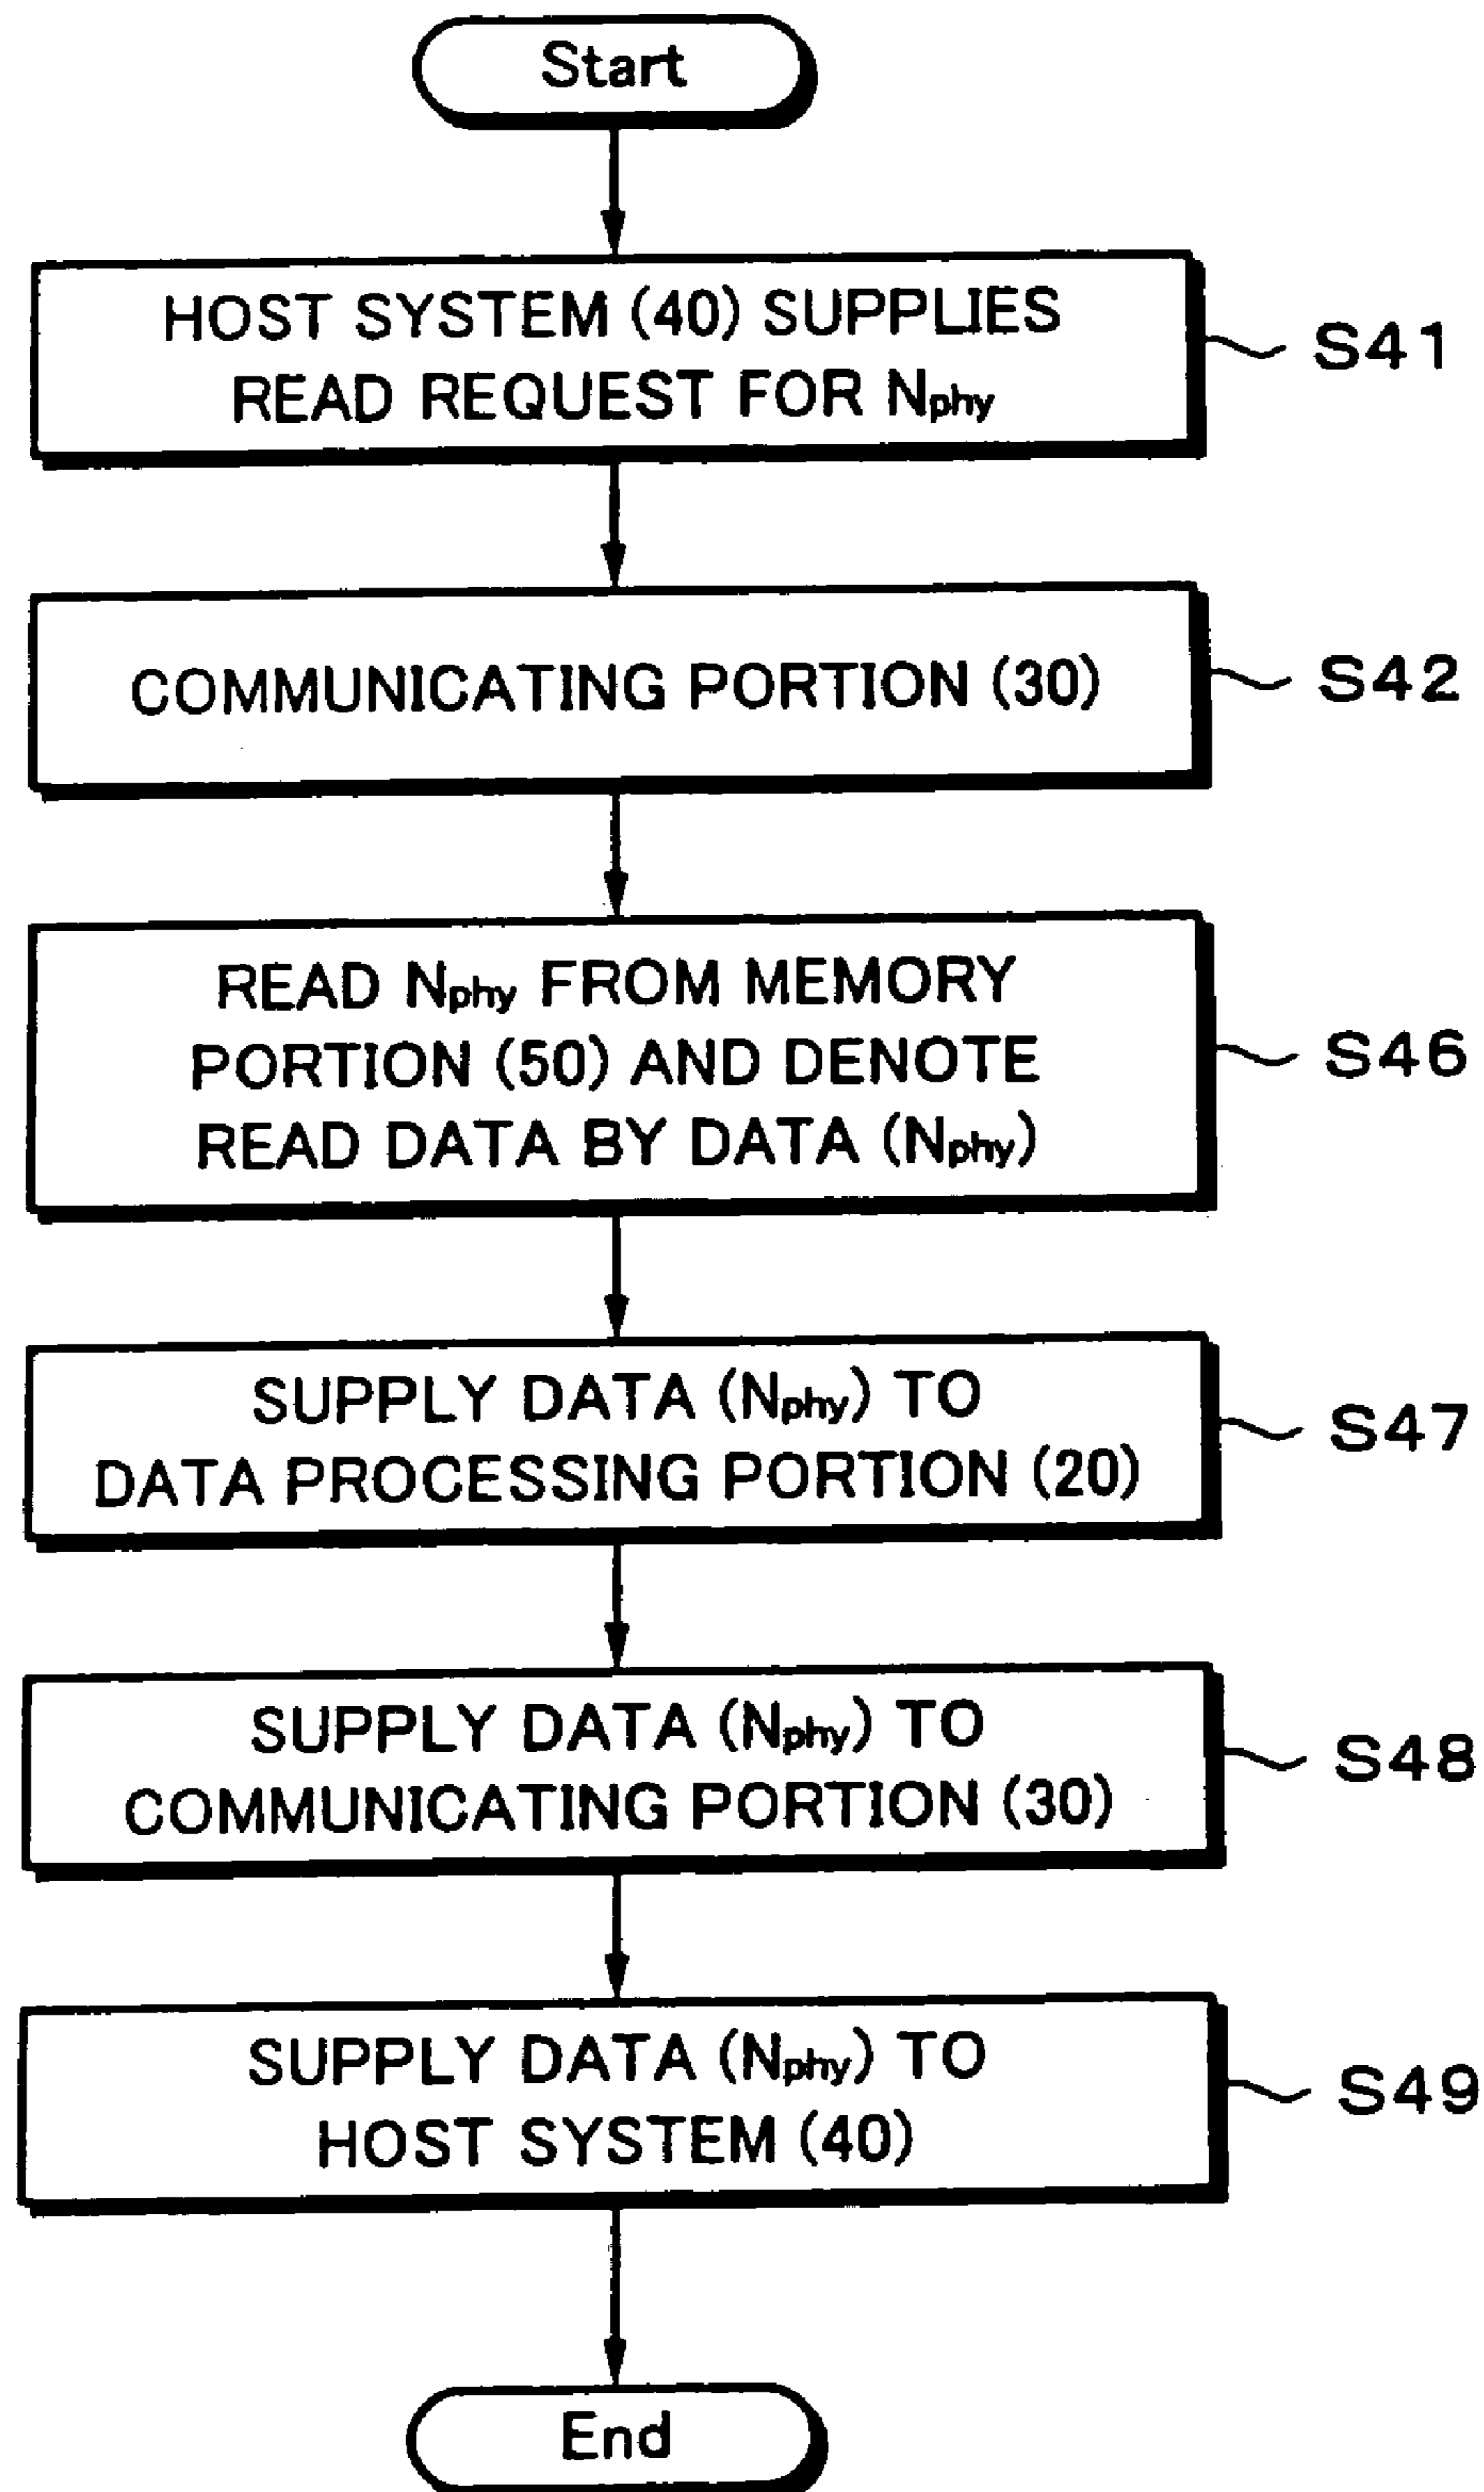 Start
HOST SYSTEM (40) SUPPLIES
READ REQUEST FOR Nphy
S41
COMMUNICATING PORTION (30)
S42
READ Nphy FROM MEMORY
PORTION (50) AND DENOTE
READ DATA BY DATA (Nphy)
S46
SUPPLY DATA (Nphy) TO
DATA PROCESSING PORTION (20)
S47
SUPPLY DATA (Nphy) TO
COMMUNICATING PORTION (30)
S48
SUPPLY DATA (Nphy) TO
HOST SYSTEM (40)
S49
End